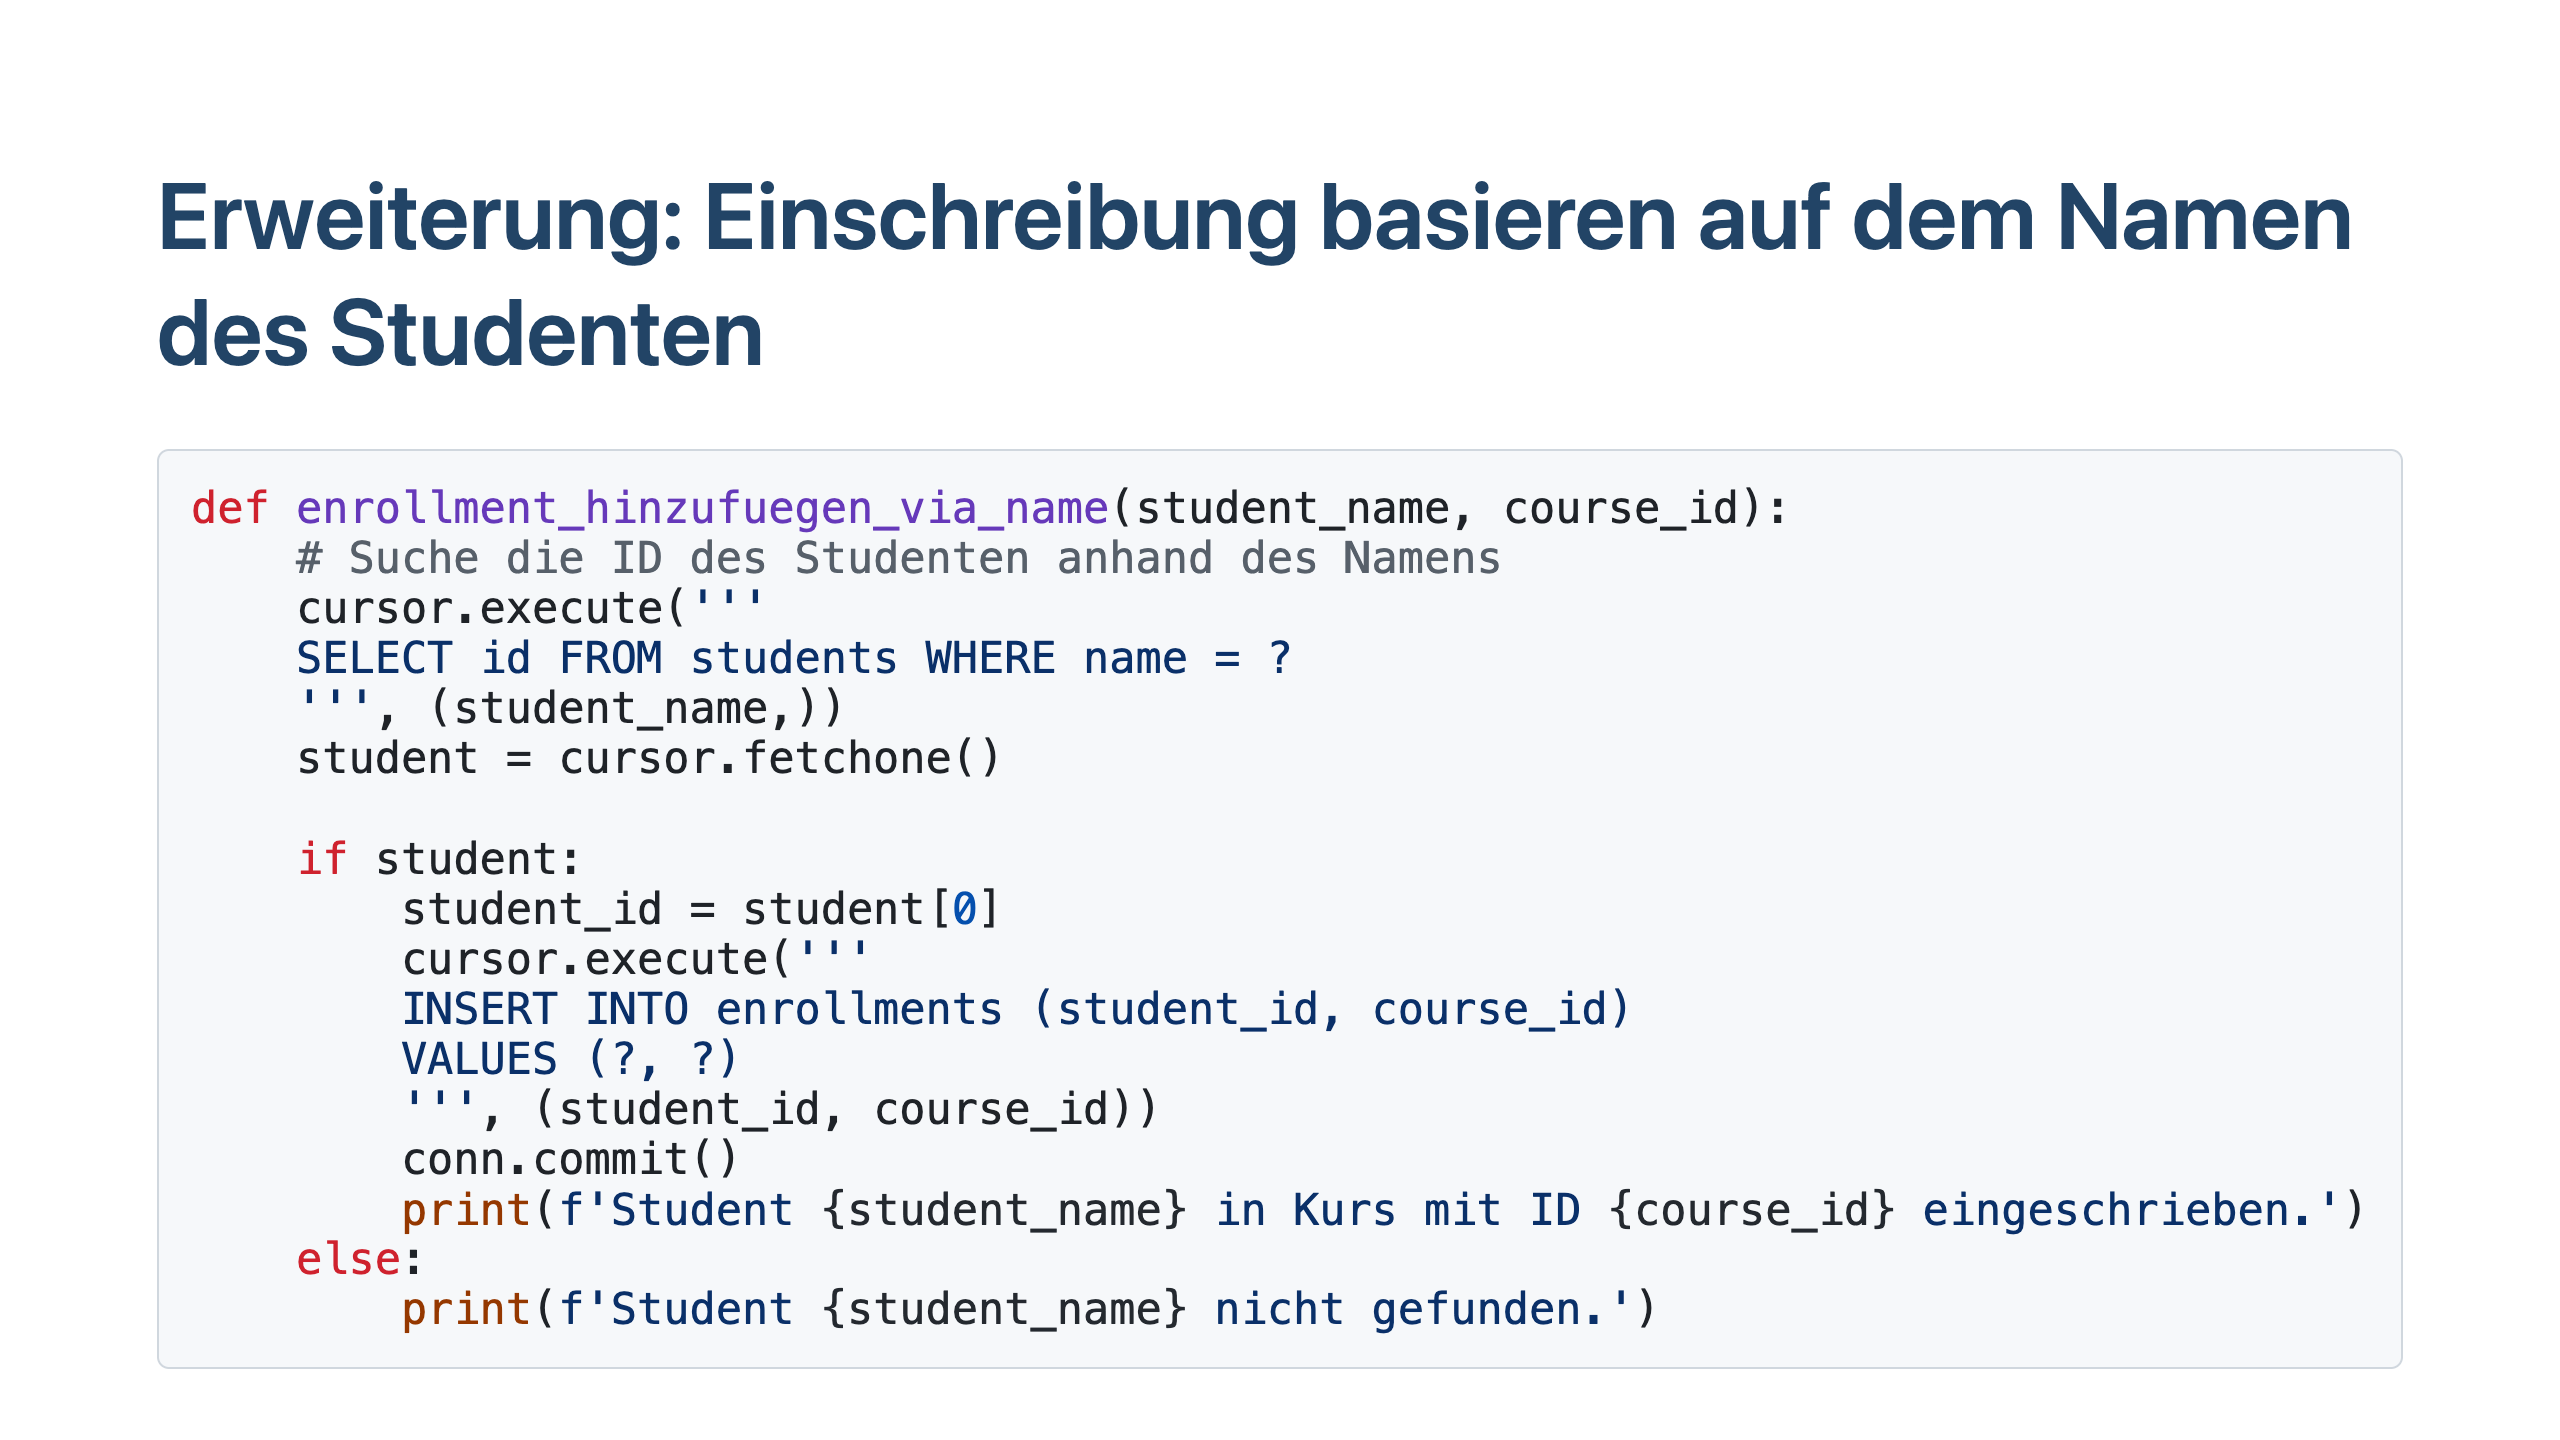 Erweiterung: Einschreibung basieren auf dem Namen
des Studenten
def enrollment_hinzufuegen_via_name(student_name, course_id):
    # Suche die ID des Studenten anhand des Namens
    cursor.execute('''
    SELECT id FROM students WHERE name = ?
    ''', (student_name,))
    student = cursor.fetchone()

    if student:
        student_id = student[0]
        cursor.execute('''
        INSERT INTO enrollments (student_id, course_id)
        VALUES (?, ?)
        ''', (student_id, course_id))
        conn.commit()
        print(f'Student {student_name} in Kurs mit ID {course_id} eingeschrieben.')
    else:
        print(f'Student {student_name} nicht gefunden.')